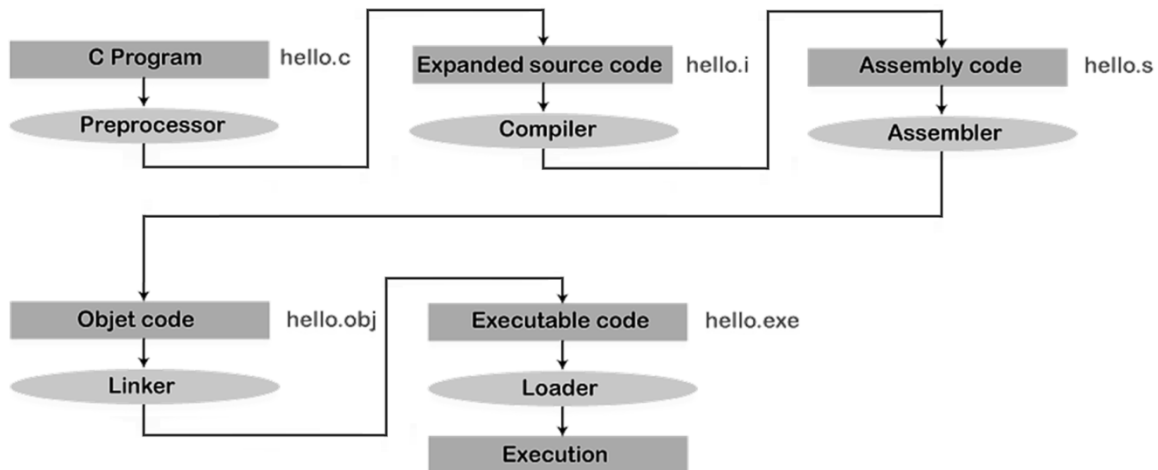 C Program
hello.c
Expanded source code
hello.i
Assembly code
hello.s
Preprocessor
Compiler
Assembler
Objet code
hello.obj
Executable code
hello.exe
Linker
Loader
Execution